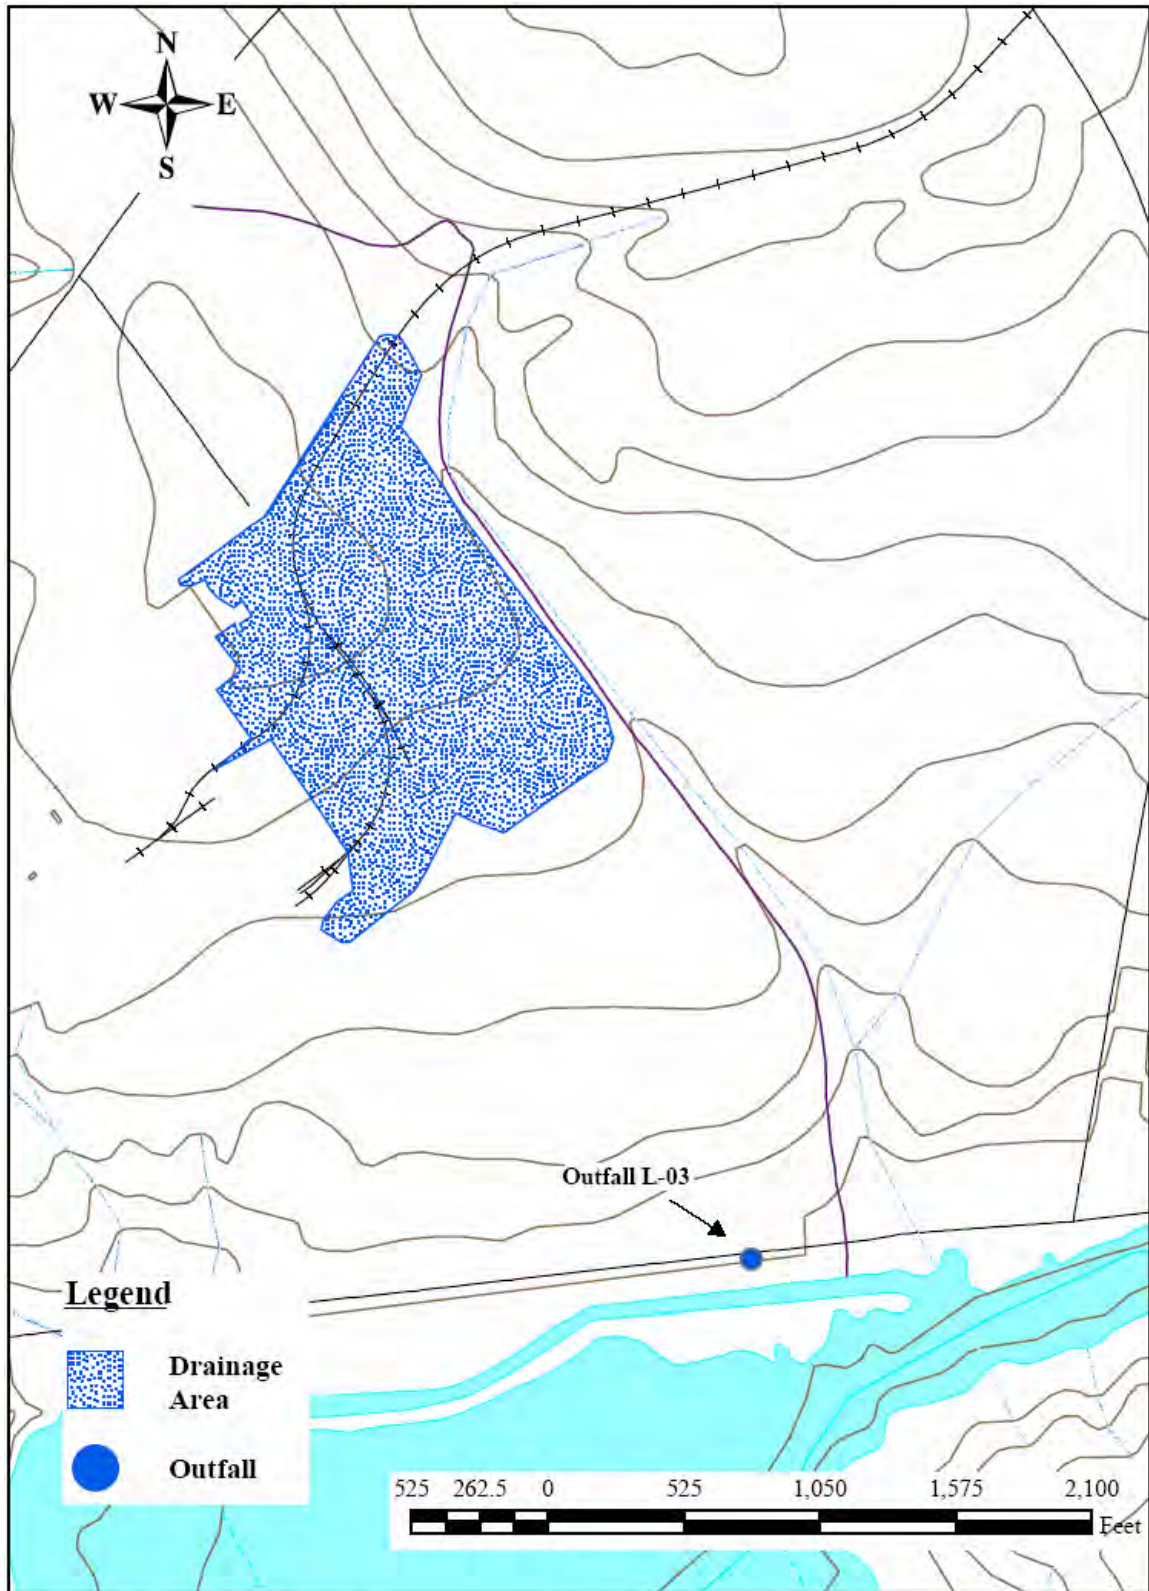 N
W E
S
Outfall L-03
Legend
Drainage
Area
Outfall
525 262.5 0 525 1,050 1,575 2,100
Feet